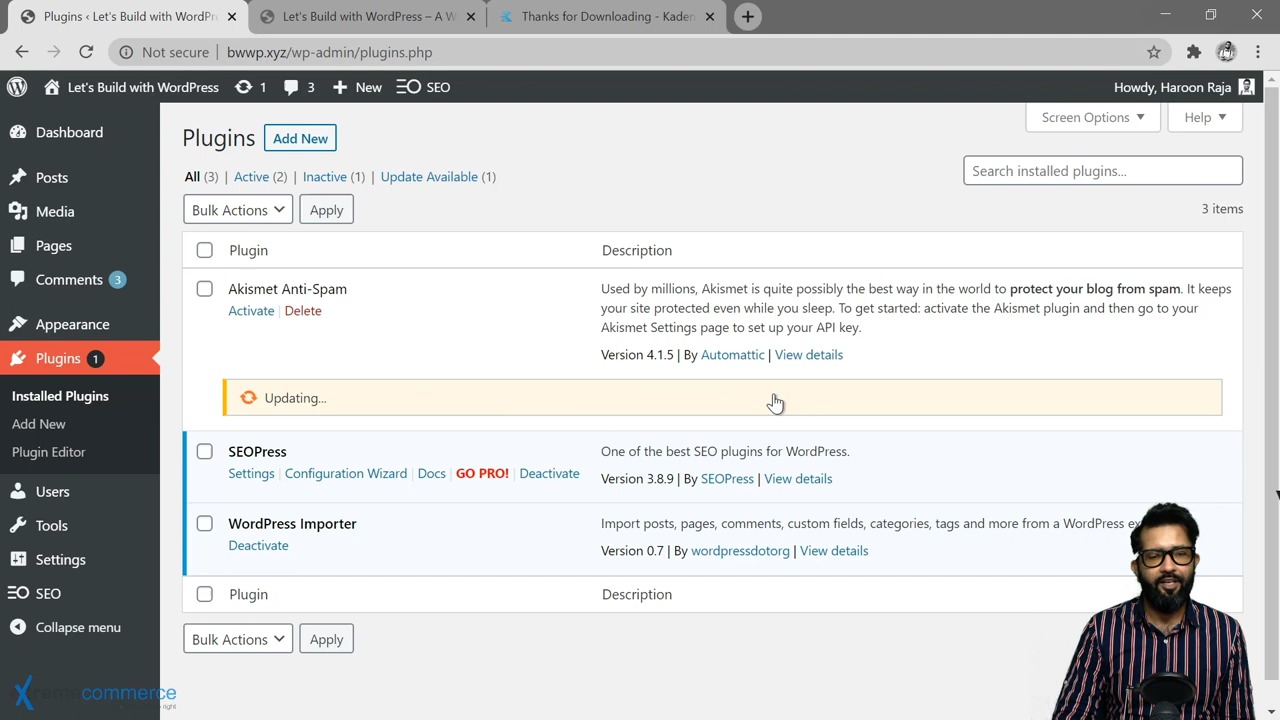 Plugins ‹ Let's Build with WordPr
Let's Build with WordPress – A W
Thanks for Downloading - Kaden
Not secure
bwwp.xyz/wp-admin/plugins.php
Let's Build with WordPress
1
3
New
SEO
Howdy, Haroon Raja
Dashboard
Posts
Media
Pages
Comments 3
Appearance
Plugins 1
Installed Plugins
Add New
Plugin Editor
Users
Tools
Settings
SEO
Collapse menu
Screen Options
Help
Plugins Add New
All (3) | Active (2) | Inactive (1) | Update Available (1)
Search installed plugins...
Bulk Actions Apply
3 items
Plugin Description
Akismet Anti-Spam
Activate | Delete
Used by millions, Akismet is quite possibly the best way in the world to protect your blog from spam. It keeps
your site protected even while you sleep. To get started: activate the Akismet plugin and then go to your
Akismet Settings page to set up your API key.
Version 4.1.5 | By Automattic | View details
Updating...
SEOPress
Settings | Configuration Wizard | Docs | GO PRO! | Deactivate
One of the best SEO plugins for WordPress.
Version 3.8.9 | By SEOPress | View details
WordPress Importer
Deactivate
Import posts, pages, comments, custom fields, categories, tags and more from a WordPress
Version 0.7 | By wordpressdotorg | View details
Plugin Description
Bulk Actions Apply
xtremecommerce
right